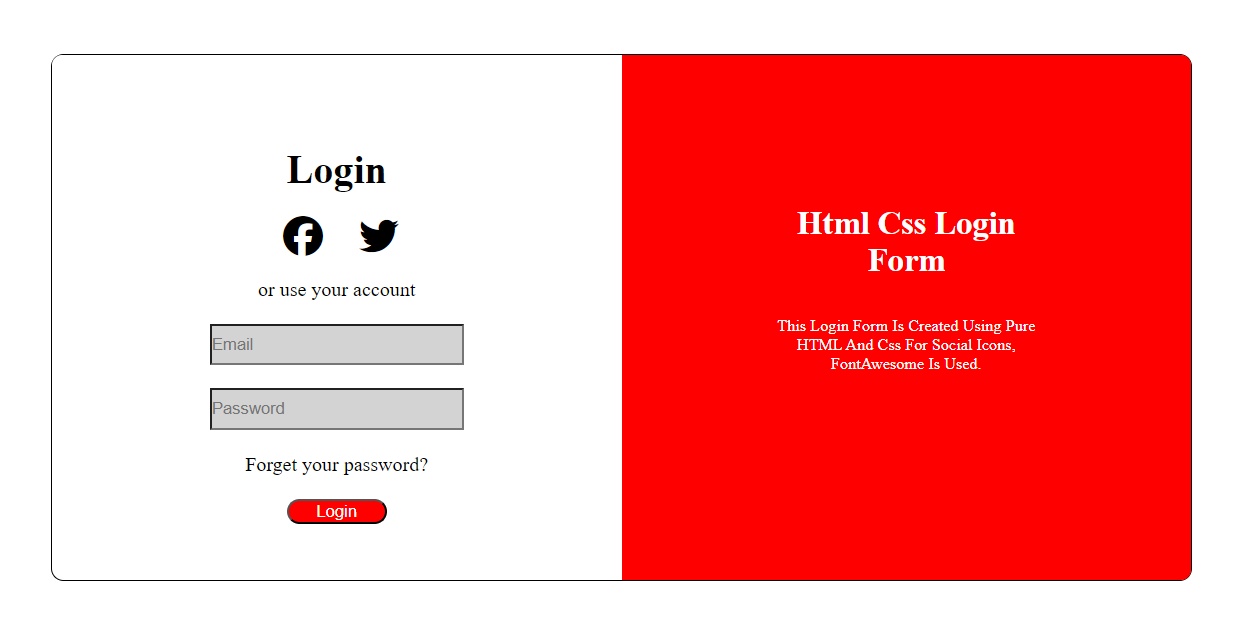 Login
or use your account
Email
Password
Forget your password?
Login
Html Css Login
Form
This Login Form Is Created Using Pure
HTML And Css For Social Icons,
FontAwesome Is Used.